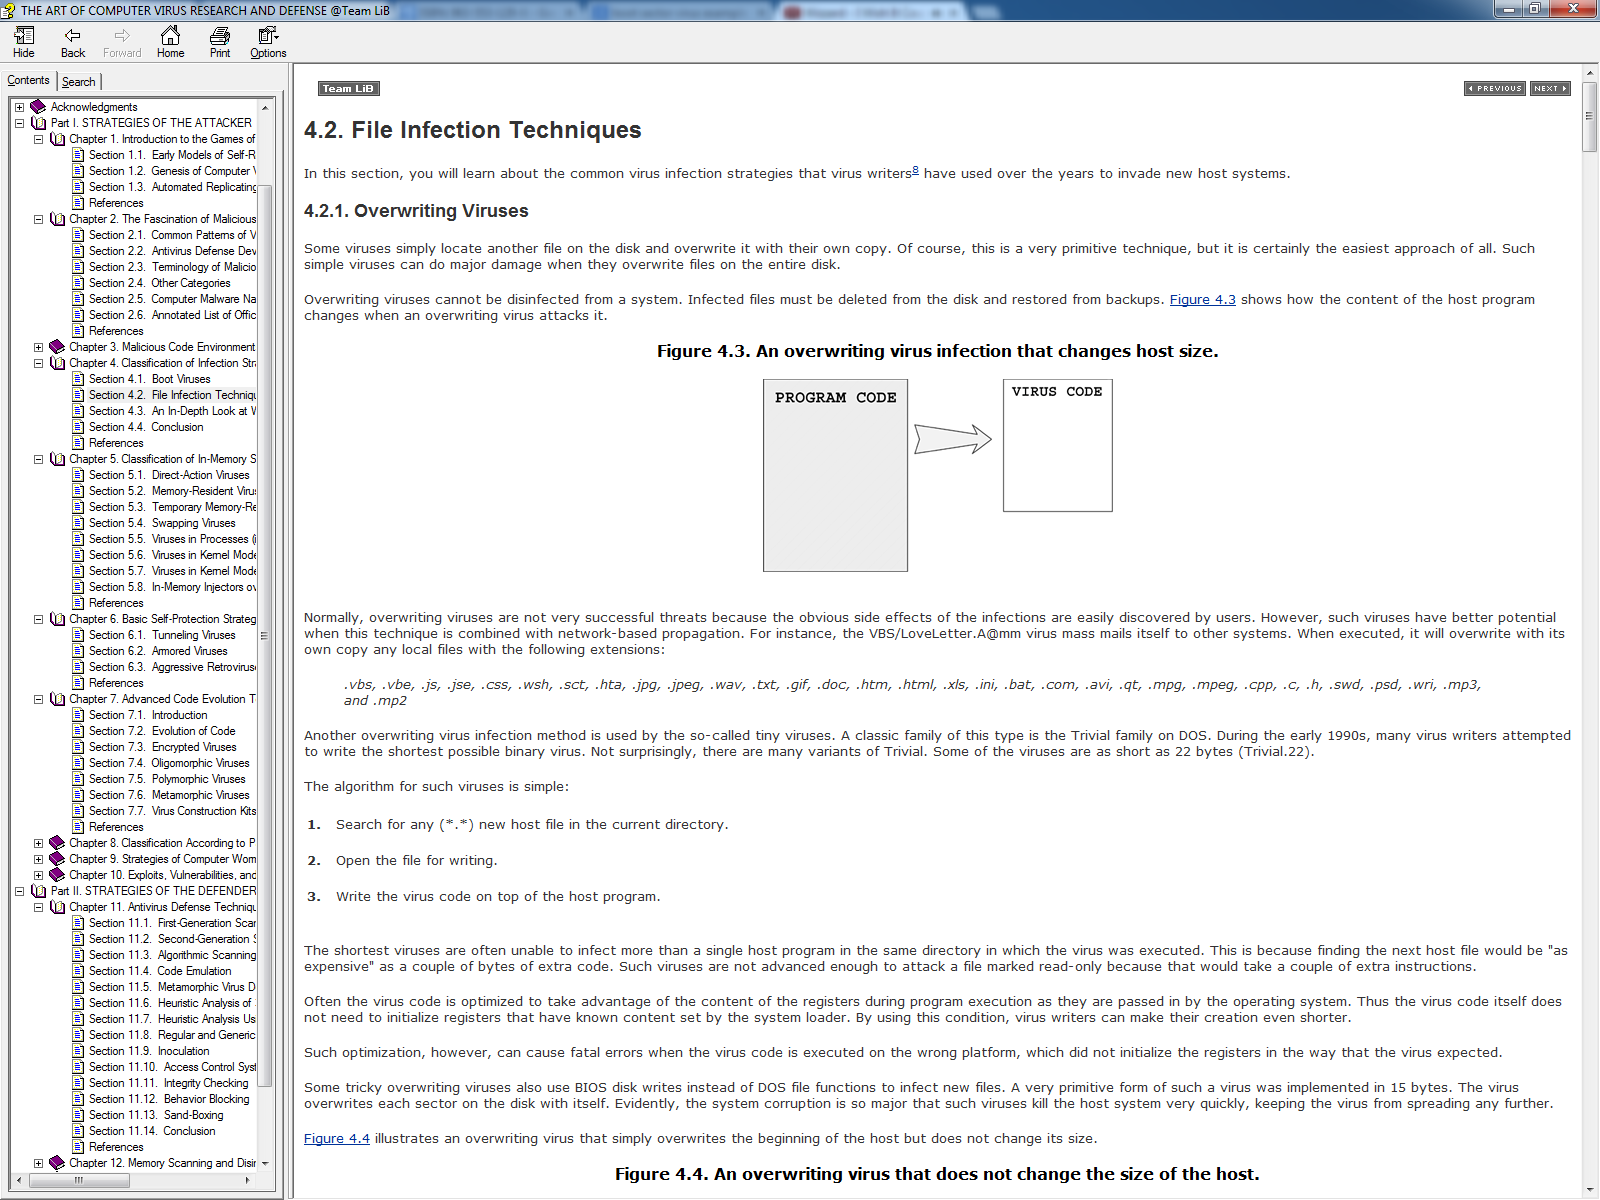 THE ART OF COMPUTER VIRUS RESEARCH AND DEFENSE @Team LiB
Hide Back Forward Home Print Options
Contents Search
Acknowledgments
Part I. STRATEGIES OF THE ATTACKER
Chapter 1. Introduction to the Games of
Section 1.1. Early Models of Self-R
Section 1.2. Genesis of Computer V
Section 1.3. Automated Replicating
References
Chapter 2. The Fascination of Malicious
Section 2.1. Common Patterns of V
Section 2.2. Antivirus Defense Dev
Section 2.3. Terminology of Malicio
Section 2.4. Other Categories
Section 2.5. Computer Malware Na
Section 2.6. Annotated List of Offic
References
Chapter 3. Malicious Code Environment
Chapter 4. Classification of Infection Str
Section 4.1. Boot Viruses
Section 4.2. File Infection Techniqu
Section 4.3. An In-Depth Look at W
Section 4.4. Conclusion
References
Chapter 5. Classification of In-Memory S
Section 5.1. Direct-Action Viruses
Section 5.2. Memory-Resident Viru
Section 5.3. Temporary Memory-Re
Section 5.4. Swapping Viruses
Section 5.5. Viruses in Processes (i
Section 5.6. Viruses in Kernel Mode
Section 5.7. Viruses in Kernel Mode
Section 5.8. In-Memory Injectors ov
References
Chapter 6. Basic Self-Protection Strateg
Section 6.1. Tunneling Viruses
Section 6.2. Armored Viruses
Section 6.3. Aggressive Retroviruse
References
Chapter 7. Advanced Code Evolution T
Section 7.1. Introduction
Section 7.2. Evolution of Code
Section 7.3. Encrypted Viruses
Section 7.4. Oligomorphic Viruses
Section 7.5. Polymorphic Viruses
Section 7.6. Metamorphic Viruses
Section 7.7. Virus Construction Kits
References
Chapter 8. Classification According to P
Chapter 9. Strategies of Computer Wom
Chapter 10. Exploits, Vulnerabilities, and
Part II. STRATEGIES OF THE DEFENDER
Chapter 11. Antivirus Defense Techniqu
Section 11.1. First-Generation Scar
Section 11.2. Second-Generation S
Section 11.3. Algorithmic Scanning
Section 11.4. Code Emulation
Section 11.5. Metamorphic Virus D
Section 11.6. Heuristic Analysis of
Section 11.7. Heuristic Analysis Us
Section 11.8. Regular and Generic
Section 11.9. Inoculation
Section 11.10. Access Control Syst
Section 11.11. Integrity Checking
Section 11.12. Behavior Blocking
Section 11.13. Sand-Boxing
Section 11.14. Conclusion
References
Chapter 12. Memory Scanning and Disir
Team LiB
PREVIOUS NEXT
4.2. File Infection Techniques
In this section, you will learn about the common virus infection strategies that virus writers8 have used over the years to invade new host systems.
4.2.1. Overwriting Viruses
Some viruses simply locate another file on the disk and overwrite it with their own copy. Of course, this is a very primitive technique, but it is certainly the easiest approach of all. Such
simple viruses can do major damage when they overwrite files on the entire disk.
Overwriting viruses cannot be disinfected from a system. Infected files must be deleted from the disk and restored from backups. Figure 4.3 shows how the content of the host program
changes when an overwriting virus attacks it.
Figure 4.3. An overwriting virus infection that changes host size.
PROGRAM CODE
VIRUS CODE
Normally, overwriting viruses are not very successful threats because the obvious side effects of the infections are easily discovered by users. However, such viruses have better potential
when this technique is combined with network-based propagation. For instance, the VBS/LoveLetter.A@mm virus mass mails itself to other systems. When executed, it will overwrite with its
own copy any local files with the following extensions:
.vbs, .vbe, .js, .jse, .css, .wsh, .sct, .hta, .jpg, .jpeg, .wav, .txt, .gif, .doc, .htm, .html, .xls, .ini, .bat, .com, .avi, .qt, .mpg, .mpeg, .cpp, .c, .h, .swd, .psd, .wri, .mp3,
and .mp2
Another overwriting virus infection method is used by the so-called tiny viruses. A classic family of this type is the Trivial family on DOS. During the early 1990s, many virus writers attempted
to write the shortest possible binary virus. Not surprisingly, there are many variants of Trivial. Some of the viruses are as short as 22 bytes (Trivial.22).
The algorithm for such viruses is simple:
1. Search for any (*.*) new host file in the current directory.
2. Open the file for writing.
3. Write the virus code on top of the host program.
The shortest viruses are often unable to infect more than a single host program in the same directory in which the virus was executed. This is because finding the next host file would be "as
expensive" as a couple of bytes of extra code. Such viruses are not advanced enough to attack a file marked read-only because that would take a couple of extra instructions.
Often the virus code is optimized to take advantage of the content of the registers during program execution as they are passed in by the operating system. Thus the virus code itself does
not need to initialize registers that have known content set by the system loader. By using this condition, virus writers can make their creation even shorter.
Such optimization, however, can cause fatal errors when the virus code is executed on the wrong platform, which did not initialize the registers in the way that the virus expected.
Some tricky overwriting viruses also use BIOS disk writes instead of DOS file functions to infect new files. A very primitive form of such a virus was implemented in 15 bytes. The virus
overwrites each sector on the disk with itself. Evidently, the system corruption is so major that such viruses kill the host system very quickly, keeping the virus from spreading any further.
Figure 4.4 illustrates an overwriting virus that simply overwrites the beginning of the host but does not change its size.
Figure 4.4. An overwriting virus that does not change the size of the host.